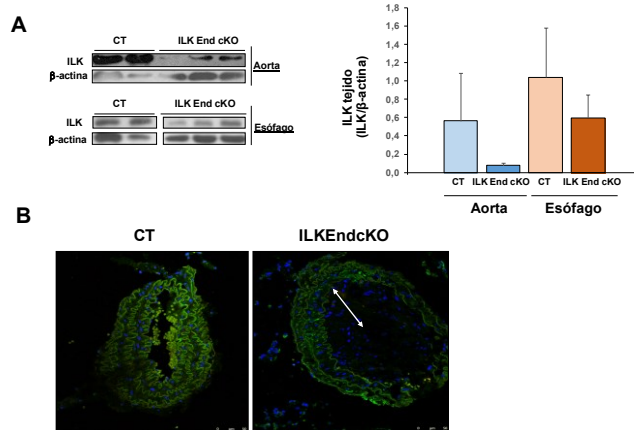 A
CT ILK End cKO
ILK
β-actina
Aorta
CT ILK End cKO
ILK
β-actina
Esófago
ILK tejido
(ILK/β-actina)
1,8
1,6
1,4
1,2
1,0
0,8
0,6
0,4
0,2
0,0
CT ILK End cKO CT ILK End cKO
Aorta Esófago
B
CT ILKEndcKO